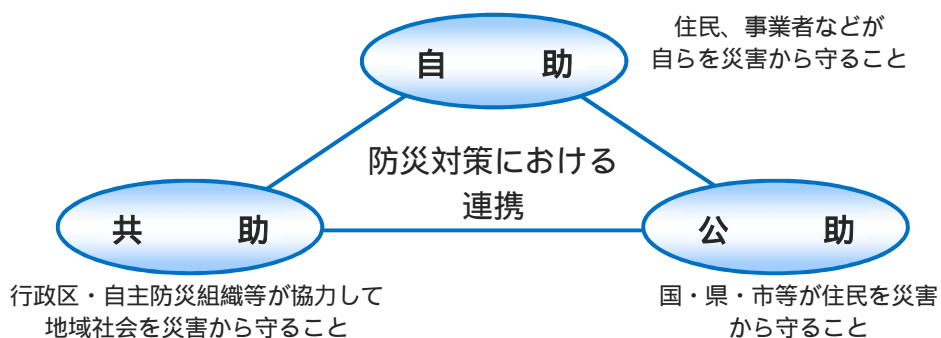 住民、事業者などが
自らを災害から守ること
自　　助
防災対策における
連携
共　　助
公　　助
行政区・自主防災組織等が協力して
地域社会を災害から守ること
国・県・市等が住民を災害
から守ること